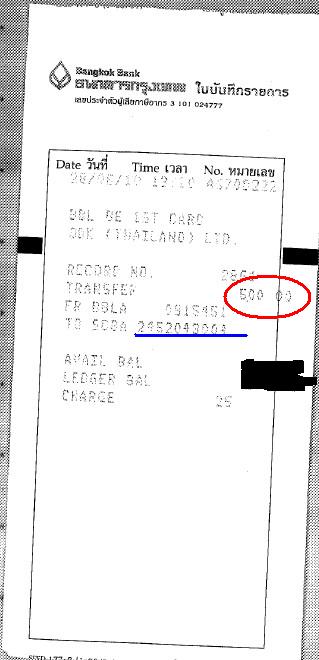 Bangkok Bank
ธนาคารกรุงเทพ ใบบันทึกรายการ
เลขประจำตัวผู้เสียภาษีอากร 3 101 024777
Date วันที่ Time เวลา No. หมายเลข
BBL BE 1ST CARD
(THAILAND) LTD.
RECORD NO.
TRANSFER 500 00
FR BBLA 0915451
TO SCBA
AVAIL BAL
LEDGER BAL
CHARGE 25